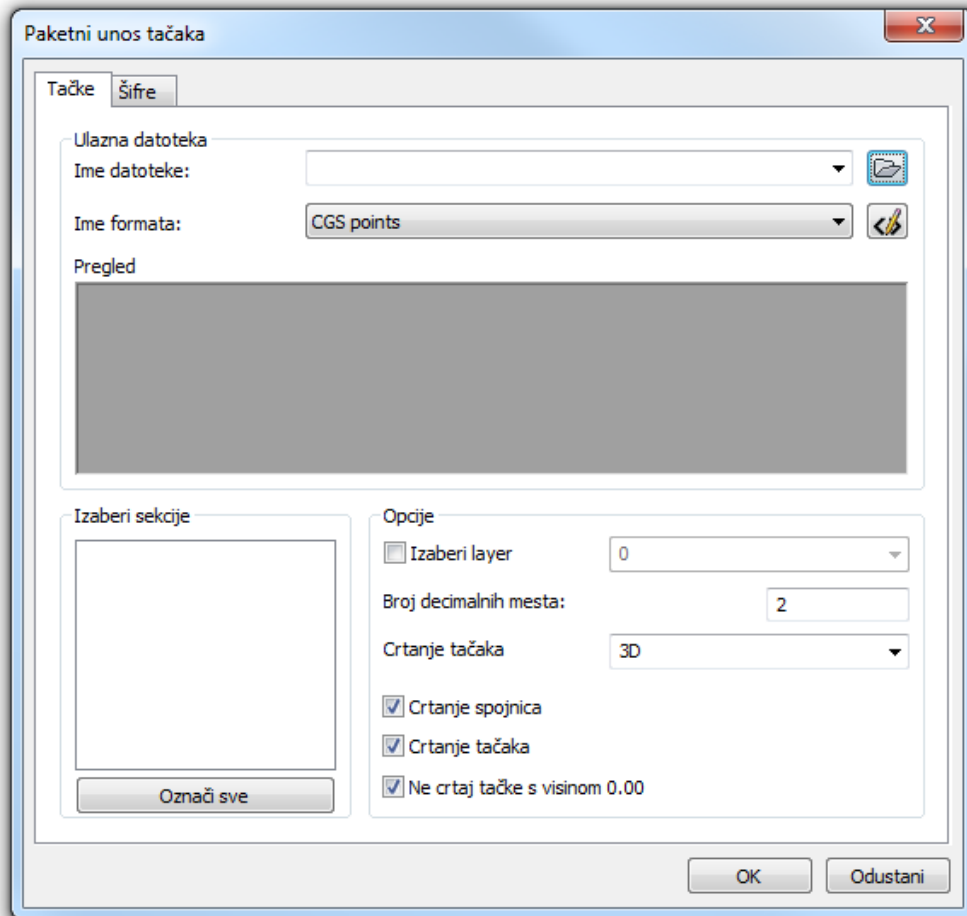 Paketni unos tačaka
Tačke
Šifre
Ulazna datoteka
Ime datoteke:
Ime formata:
CGS points
Pregled
Izaberi sekcije
Označi sve
Opcije
Izaberi layer
0
Broj decimalnih mesta:
2
Crtanje tačaka
3D
Crtanje spojnica
Crtanje tačaka
Ne crtaj tačke s visinom 0.00
OK
Odustani